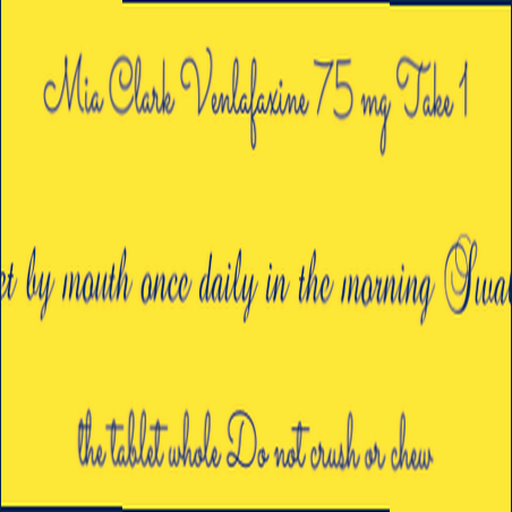 Mia Clark Venlafaxine 75 mg Take 1
by mouth once daily in the morning
the tablet whole Do not crush or chew